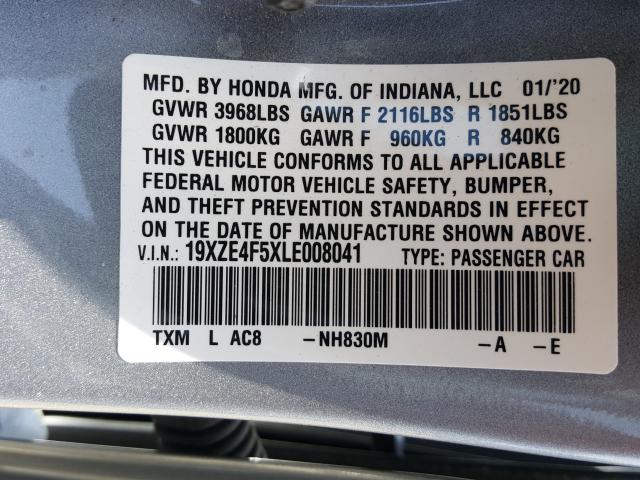 MFD. BY HONDA MFG. OF INDIANA, LLC 01/'20
GVWR 3968LBS GAWR F 2116LBS R 1851LBS
GVWR 1800KG GAWR F 960KG R 840KG
THIS VEHICLE CONFORMS TO ALL APPLICABLE
FEDERAL MOTOR VEHICLE SAFETY, BUMPER,
AND THEFT PREVENTION STANDARDS IN EFFECT
ON THE DATE OF MANUFACTURE SHOWN ABOVE.
V.I.N.: 19XZE4F5XLE008041 TYPE: PASSENGER CAR
TXM L AC8 -NH830M -A -E